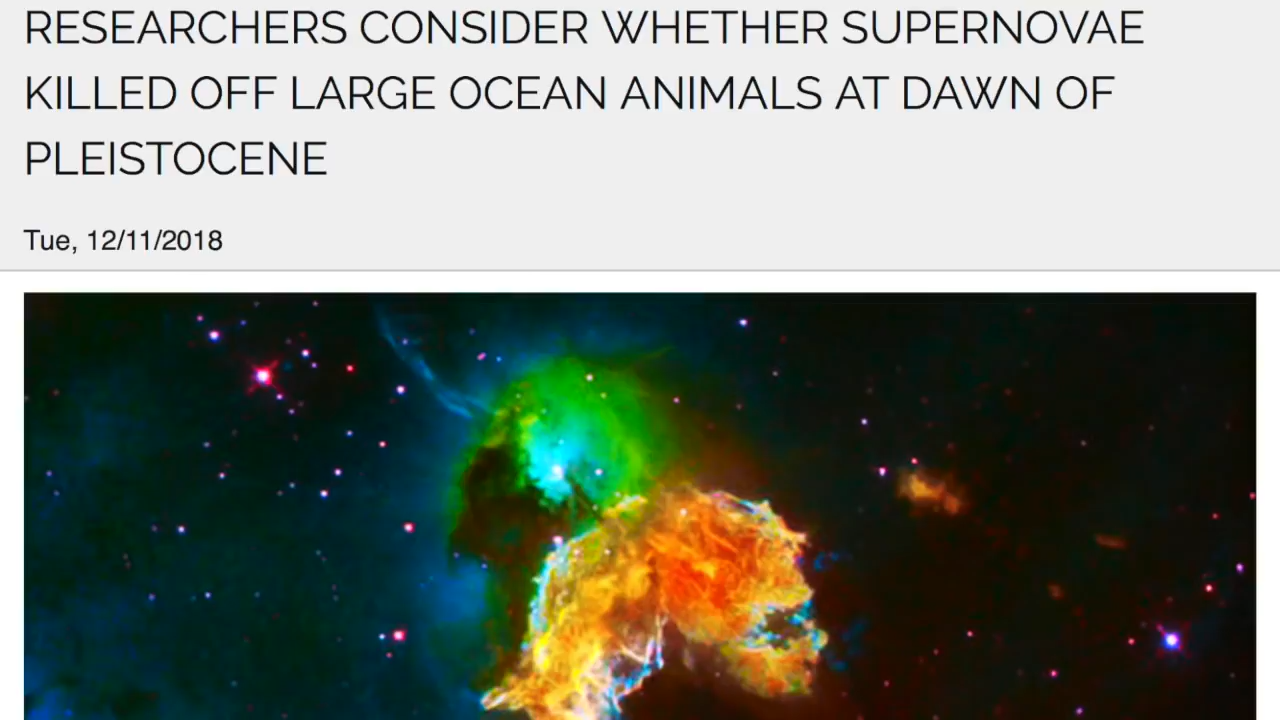 RESEARCHERS CONSIDER WHETHER SUPERNOVAE
KILLED OFF LARGE OCEAN ANIMALS AT DAWN OF
PLEISTOCENE
Tue, 12/11/2018